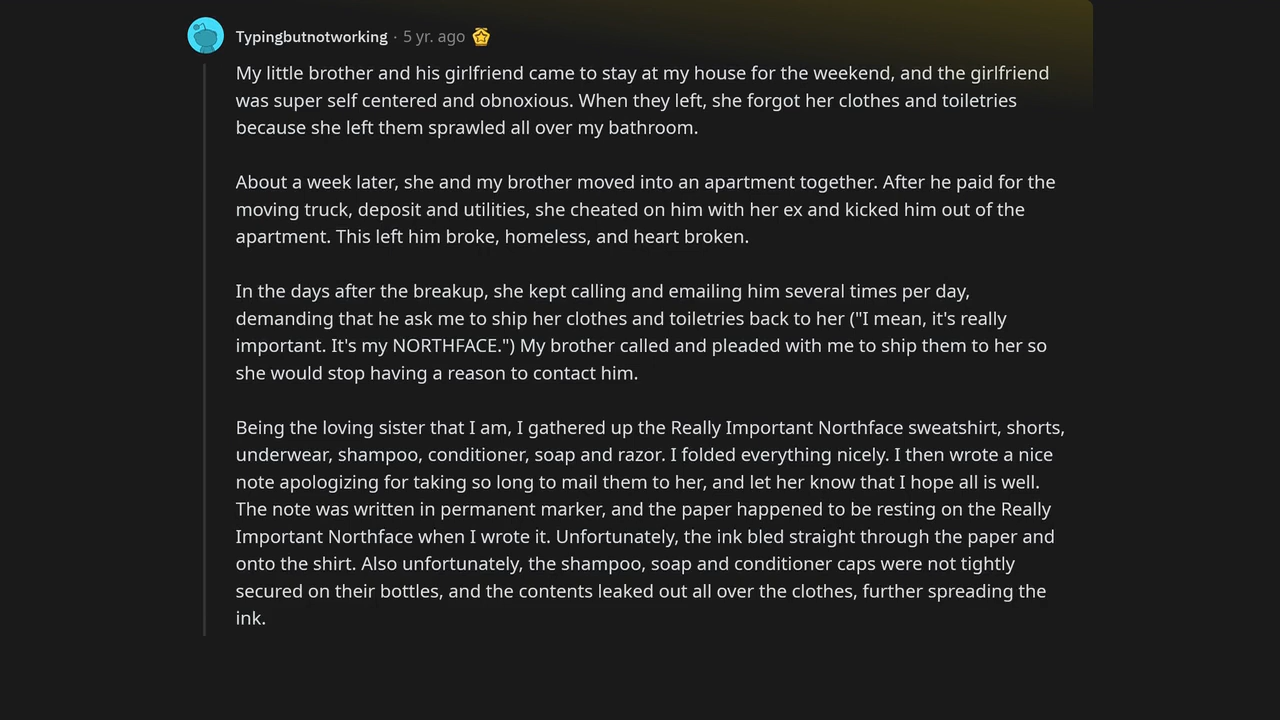 Typingbutnotworking · 5 yr. ago
My little brother and his girlfriend came to stay at my house for the weekend, and the girlfriend
was super self centered and obnoxious. When they left, she forgot her clothes and toiletries
because she left them sprawled all over my bathroom.
About a week later, she and my brother moved into an apartment together. After he paid for the
moving truck, deposit and utilities, she cheated on him with her ex and kicked him out of the
apartment. This left him broke, homeless, and heart broken.
In the days after the breakup, she kept calling and emailing him several times per day,
demanding that he ask me to ship her clothes and toiletries back to her ("I mean, it's really
important. It's my NORTHFACE.") My brother called and pleaded with me to ship them to her so
she would stop having a reason to contact him.
Being the loving sister that I am, I gathered up the Really Important Northface sweatshirt, shorts,
underwear, shampoo, conditioner, soap and razor. I folded everything nicely. I then wrote a nice
note apologizing for taking so long to mail them to her, and let her know that I hope all is well.
The note was written in permanent marker, and the paper happened to be resting on the Really
Important Northface when I wrote it. Unfortunately, the ink bled straight through the paper and
onto the shirt. Also unfortunately, the shampoo, soap and conditioner caps were not tightly
secured on their bottles, and the contents leaked out all over the clothes, further spreading the
ink.